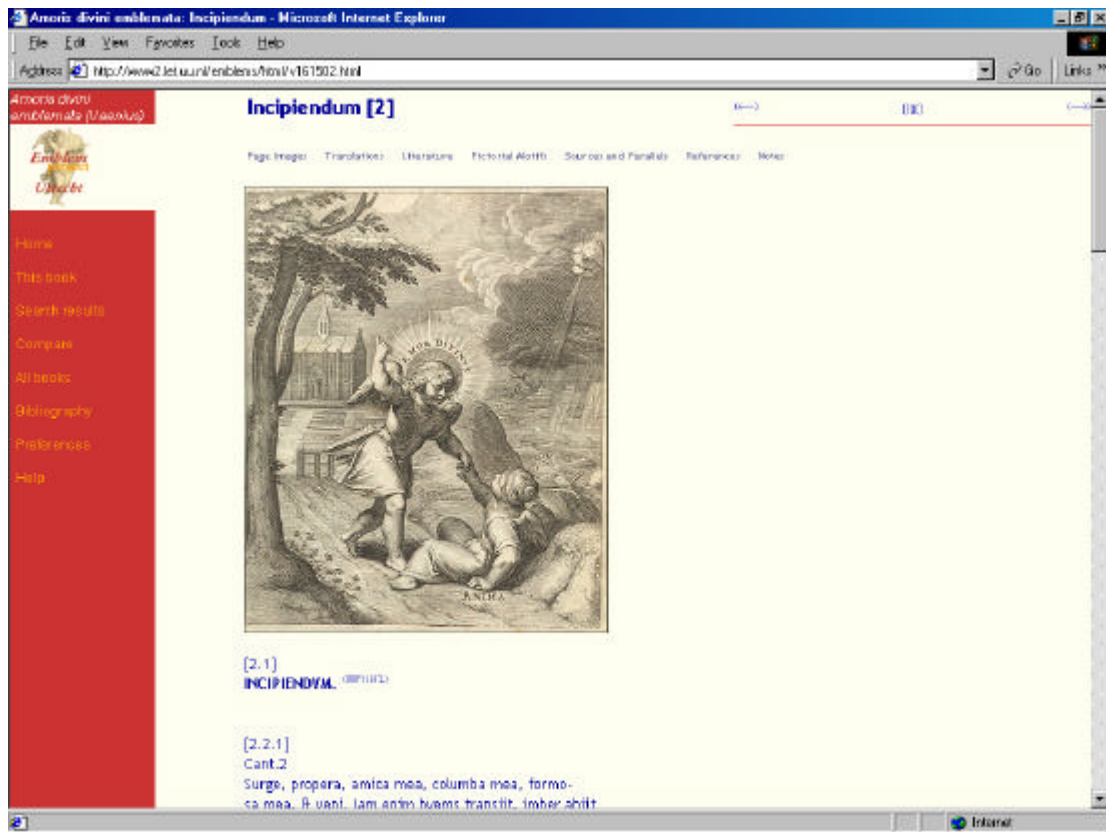 Amoris divini emblemata: Incipiendum - Microsoft Internet Explorer
File Edit View Favorites Tools Help
Address http://www2.let.uu.nl/emblems/html/v161502.html Go Links »
Amoris divini
emblemata (Vaenius)
Emblem
project
Utrecht
Home
This book
Search results
Compare
All books
Bibliography
Preferences
Help
Incipiendum [2]
Page Images Translations Literature Pictorial Motifs Sources and Parallels References Notes
AMOR DIVINVS
ANIMA
[2.1]
INCIPIENDVM.
[2.2.1]
Cant.2
Surge, propera, amica mea, columba mea, formo-
sa mea, & veni. Iam enim hyems transiit, imber abiit
Internet